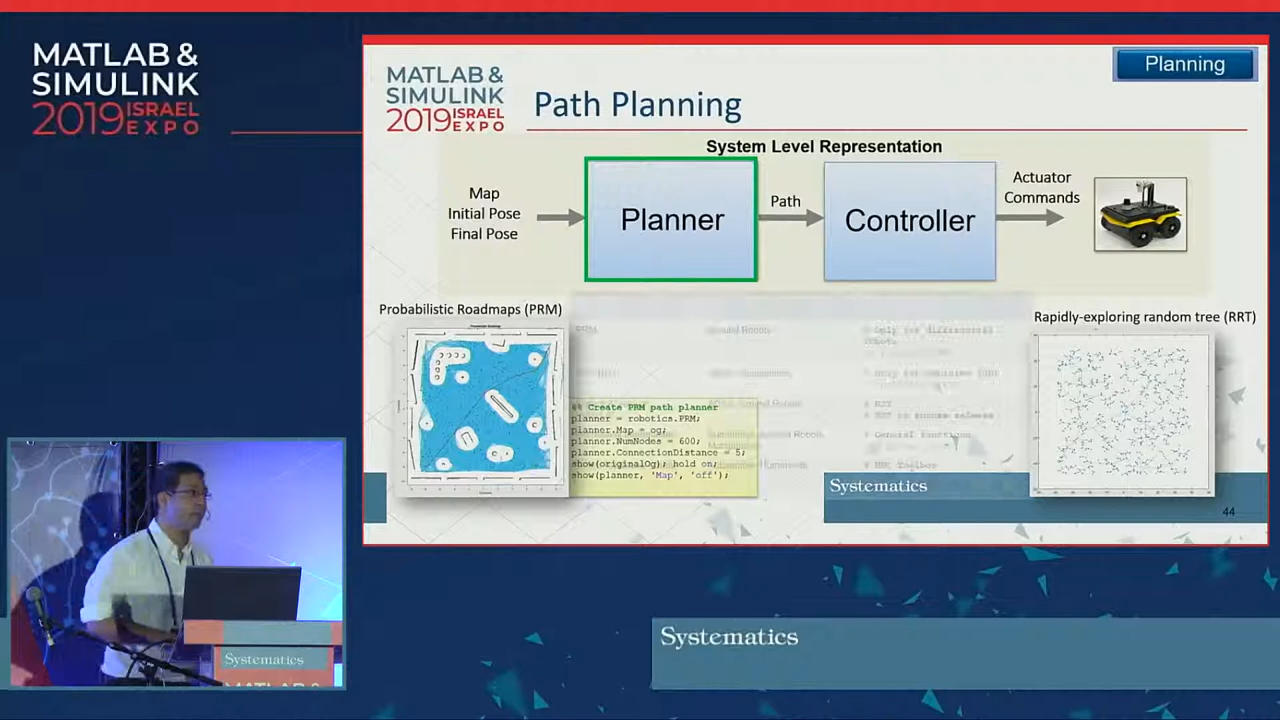 MATLAB &
SIMULINK
2019 ISRAEL
EXPO
Planning
MATLAB &
SIMULINK
2019 ISRAEL
EXPO
Path Planning
System Level Representation
Map
Initial Pose
Final Pose
Planner
Path
Controller
Actuator
Commands
Probabilistic Roadmaps (PRM)
Rapidly-exploring random tree (RRT)
%% Create PRM path planner
planner = robotics.PRM;
planner.Map = og;
planner.NumNodes = 600;
planner.ConnectionDistance = 5;
show(originalOg); hold on;
show(planner, 'Map', 'off');
Systematics
44
Systematics
Systematics
MATLAB &